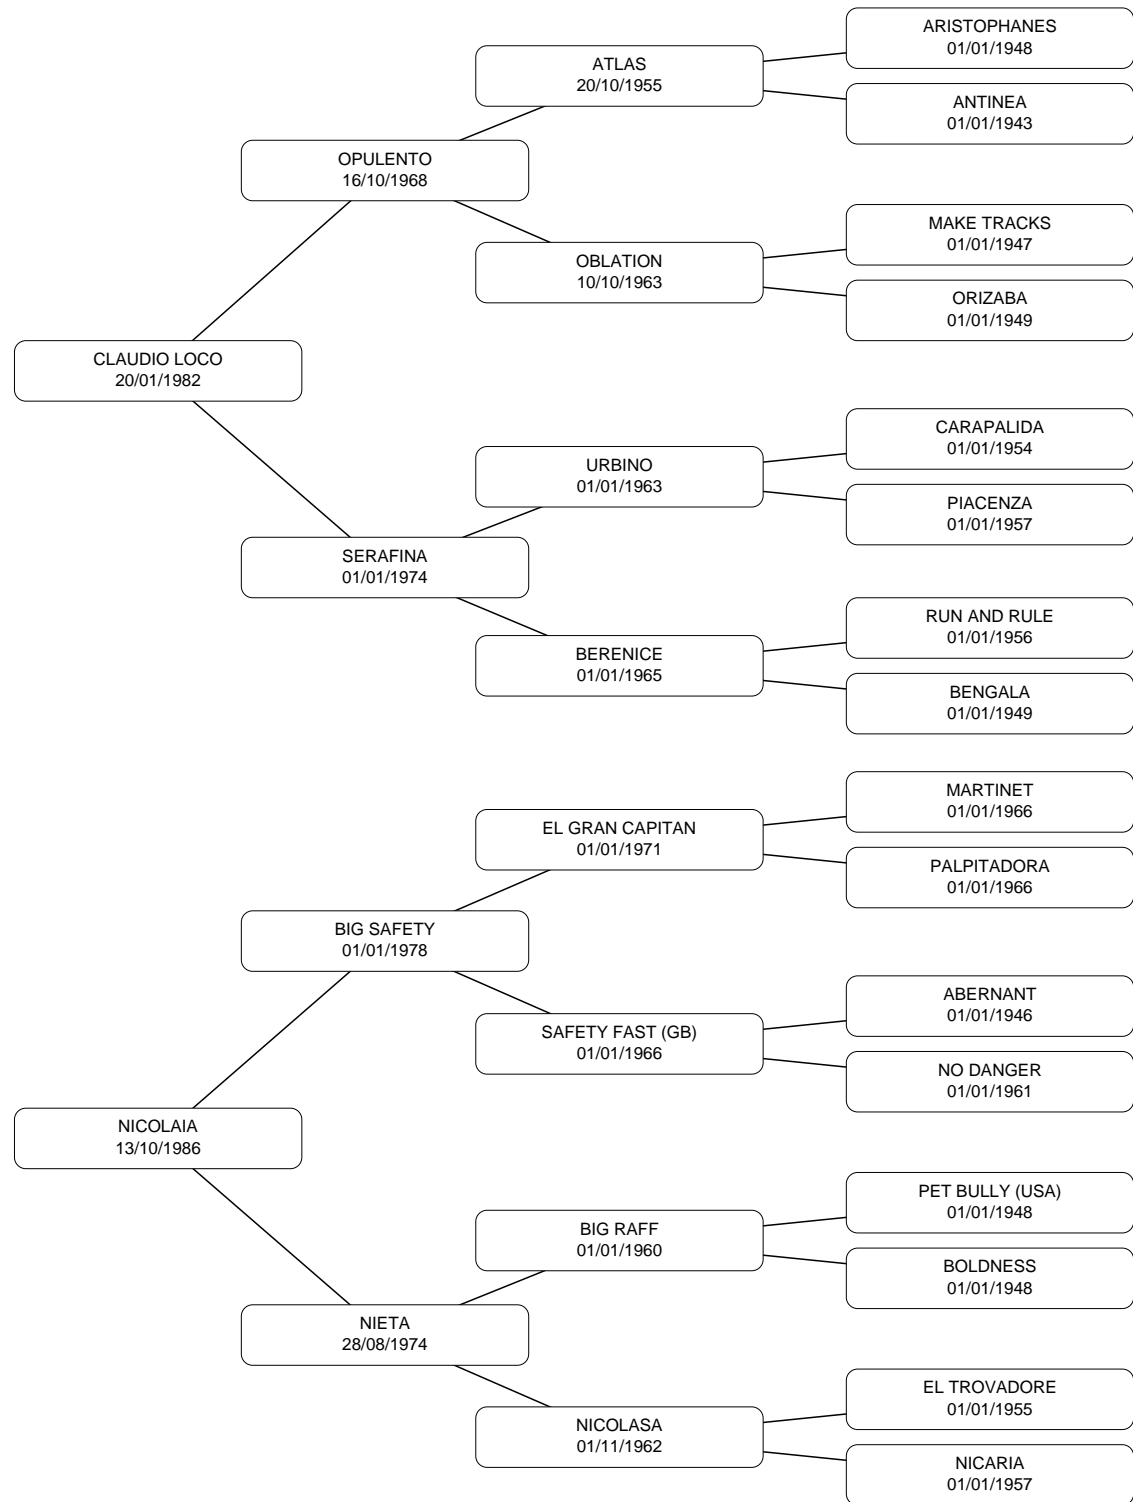 ARISTOPHANES
01/01/1948
ATLAS
20/10/1955
ANTINEA
01/01/1943
OPULENTO
16/10/1968
MAKE TRACKS
01/01/1947
OBLATION
10/10/1963
ORIZABA
01/01/1949
CLAUDIO LOCO
20/01/1982
CARAPALIDA
01/01/1954
URBINO
01/01/1963
PIACENZA
01/01/1957
SERAFINA
01/01/1974
RUN AND RULE
01/01/1956
BERENICE
01/01/1965
BENGALA
01/01/1949
MARTINET
01/01/1966
EL GRAN CAPITAN
01/01/1971
PALPITADORA
01/01/1966
BIG SAFETY
01/01/1978
ABERNANT
01/01/1946
SAFETY FAST (GB)
01/01/1966
NO DANGER
01/01/1961
NICOLAIA
13/10/1986
PET BULLY (USA)
01/01/1948
BIG RAFF
01/01/1960
BOLDNESS
01/01/1948
NIETA
28/08/1974
EL TROVADORE
01/01/1955
NICOLASA
01/11/1962
NICARIA
01/01/1957